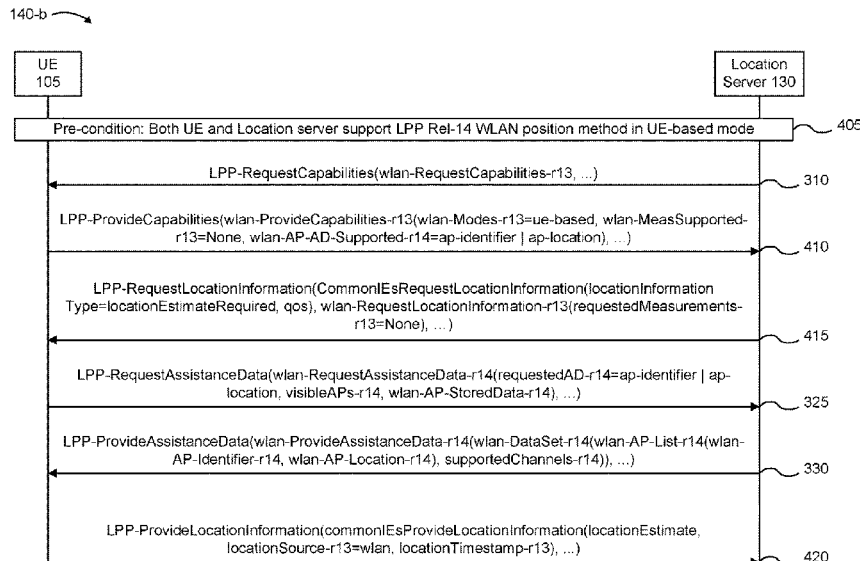 140-b
UE
105
Location
Server 130
Pre-condition: Both UE and Location server support LPP Rel-14 WLAN position method in UE-based mode
405
LPP-RequestCapabilities(wlan-RequestCapabilities-r13, ...)
310
LPP-ProvideCapabilities(wlan-ProvideCapabilities-r13(wlan-Modes-r13=ue-based, wlan-MeasSupported-
r13=None, wlan-AP-AD-Supported-r14=ap-identifier | ap-location), ...)
410
LPP-RequestLocationInformation(CommonIEsRequestLocationInformation(locationInformation
Type=locationEstimateRequired, qos), wlan-RequestLocationInformation-r13(requestedMeasurements-
r13=None), ...)
415
LPP-RequestAssistanceData(wlan-RequestAssistanceData-r14(requestedAD-r14=ap-identifier | ap-
location, visibleAPs-r14, wlan-AP-StoredData-r14), ...)
325
LPP-ProvideAssistanceData(wlan-ProvideAssistanceData-r14(wlan-DataSet-r14(wlan-AP-List-r14(wlan-
AP-Identifier-r14, wlan-AP-Location-r14), supportedChannels-r14)), ...)
330
LPP-ProvideLocationInformation(commonIEsProvideLocationInformation(locationEstimate,
locationSource-r13=wlan, locationTimestamp-r13), ...)
420